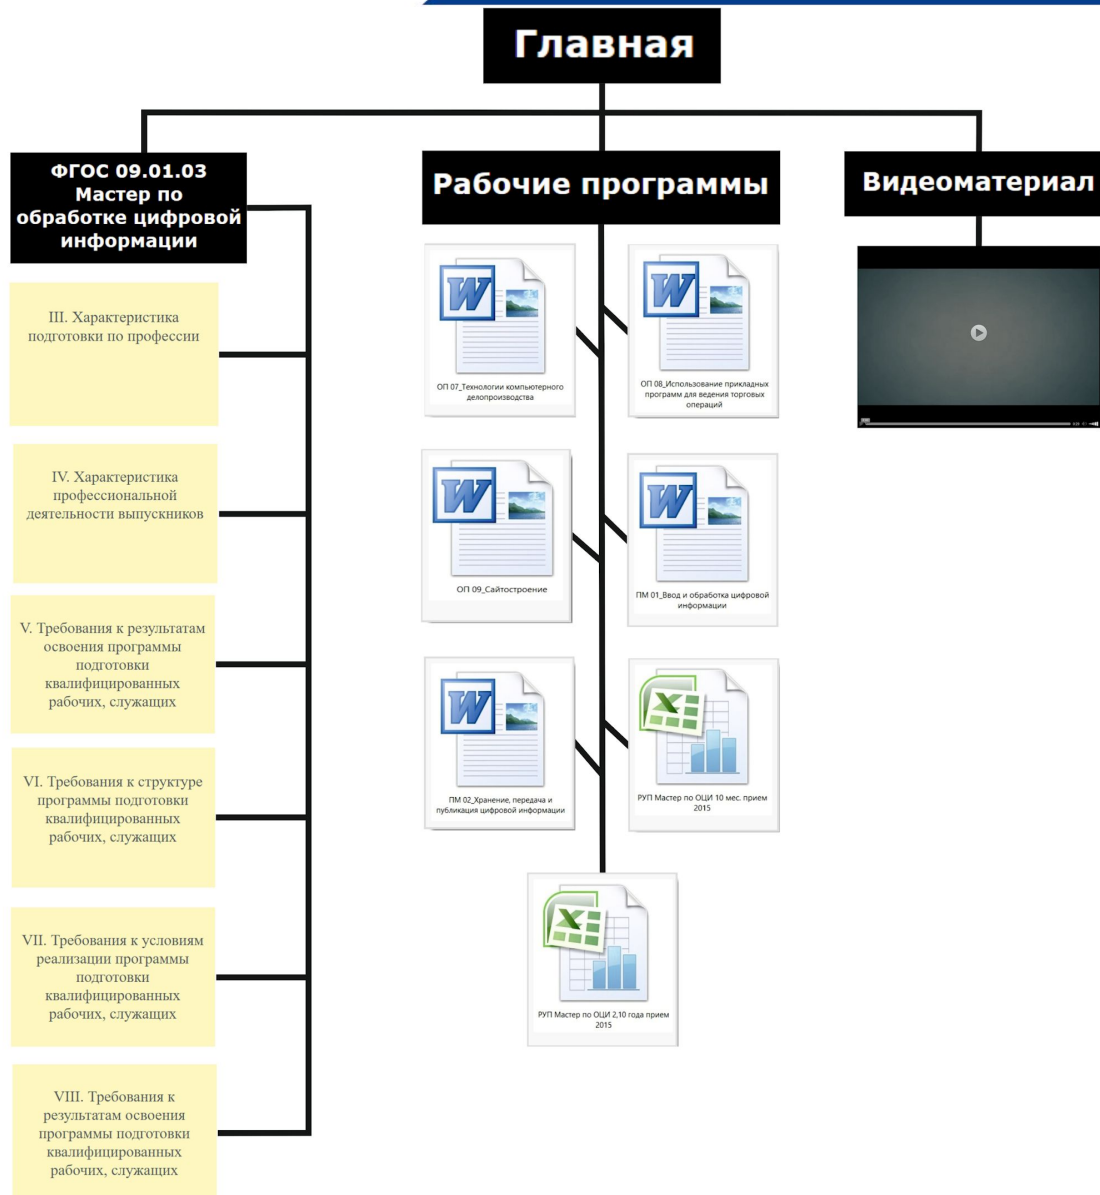 Главная
ФГОС 09.01.03
Мастер по
обработке цифровой
информации
III. Характеристика
подготовки по профессии
IV. Характеристика
профессиональной
деятельности выпускников
V. Требования к результатам
освоения программы
подготовки
квалифицированных
рабочих, служащих
VI. Требования к структуре
программы подготовки
квалифицированных
рабочих, служащих
VII. Требования к условиям
реализации программы
подготовки
квалифицированных
рабочих, служащих
VIII. Требования к
результатам освоения
программы подготовки
квалифицированных
рабочих, служащих
Рабочие программы
W
ОП 07_Технологии компьютерного
делопроизводства
W
ОП 08_Использование прикладных
программ для ведения торговых
операций
W
ОП 09_Сайтостроение
W
ПМ 01_Ввод и обработка цифровой
информации
W
ПМ 02_Хранение, передача и
публикация цифровой информации
X
РУП Мастер по ОЦИ 10 мес. прием
2015
X
РУП Мастер по ОЦИ 2,10 года прием
2015
Видеоматериал